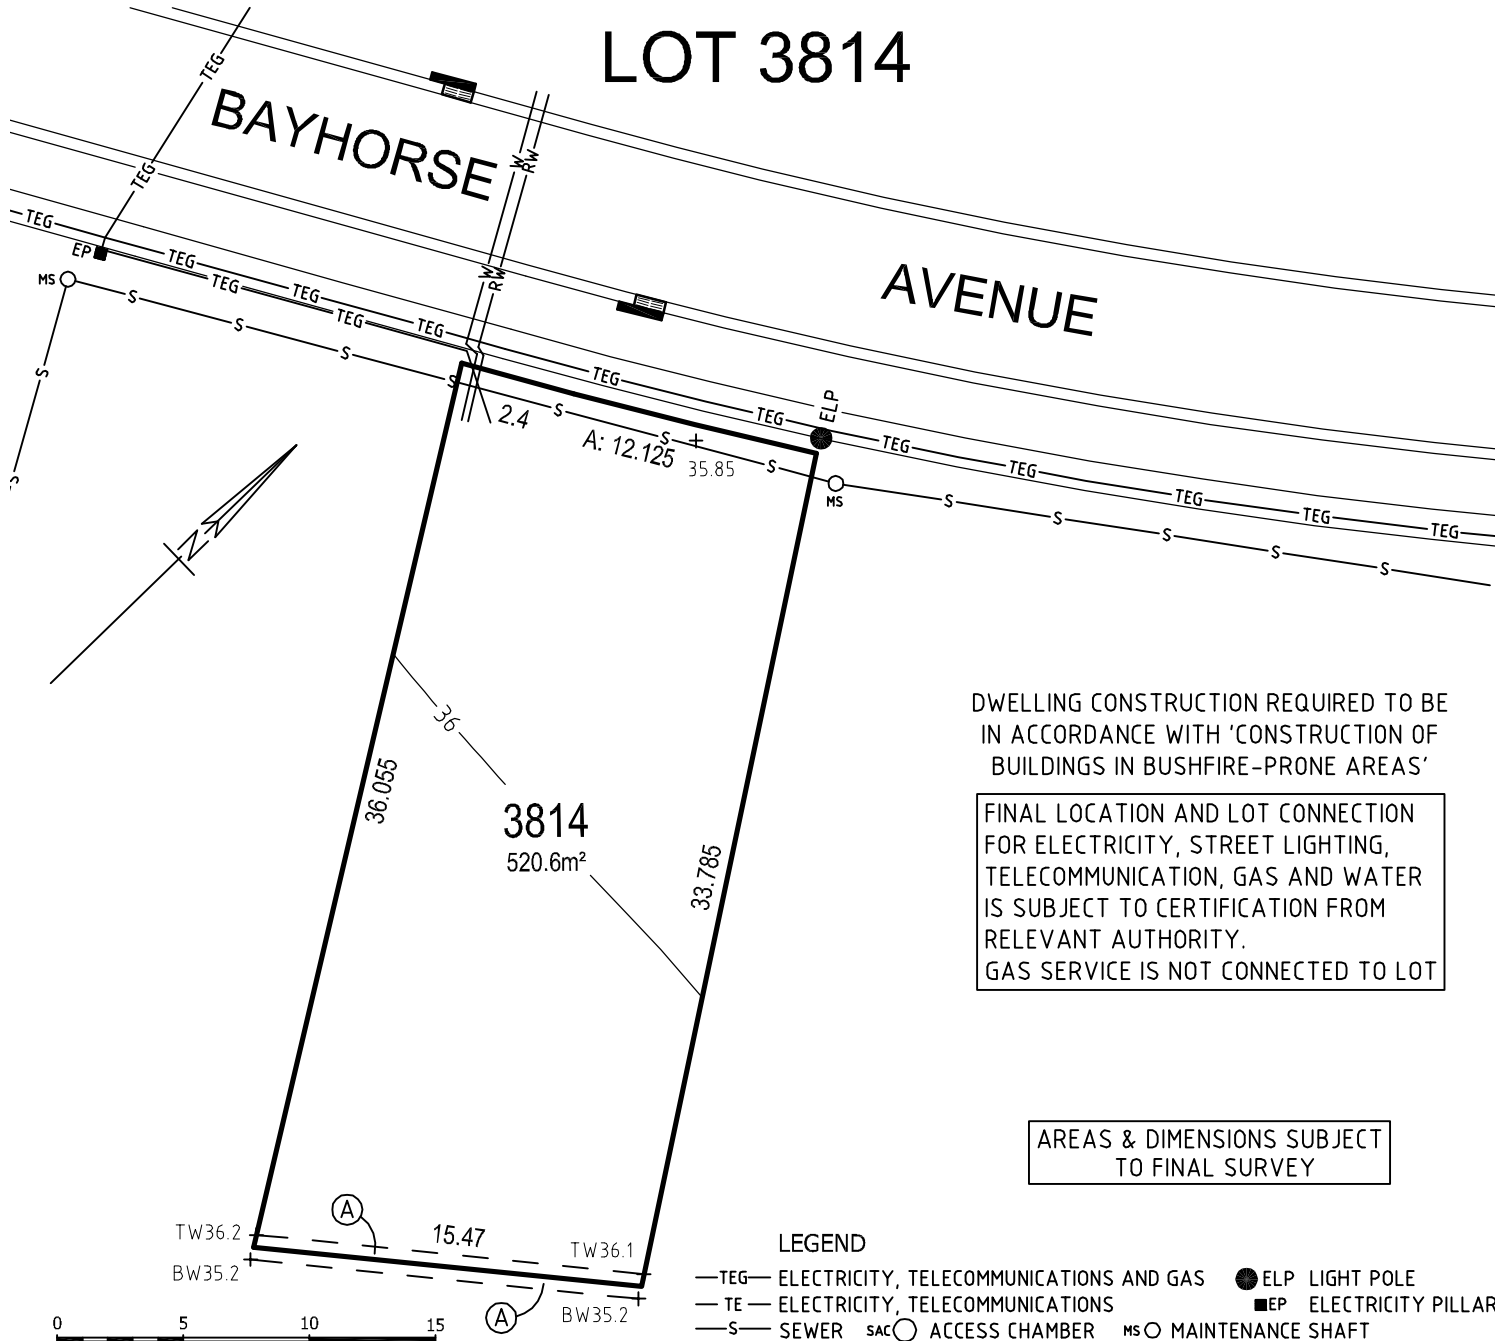 LOT 3814
TEG
BAYHORSE
W
RW
TEG
TEG
EP
TEG
W
RW
MS
TEG
TEG
AVENUE
S
S
TEG
TEG
S
S
S
TEG
ELP
2.4
S
TEG
TEG
A: 12.125
S
35.85
S
TEG
S
MS
S
TEG
TEG
TEG
S
S
S
S
N
36
DWELLING CONSTRUCTION REQUIRED TO BE
IN ACCORDANCE WITH 'CONSTRUCTION OF
BUILDINGS IN BUSHFIRE-PRONE AREAS'
36.055
3814
520.6m²
33.785
FINAL LOCATION AND LOT CONNECTION
FOR ELECTRICITY, STREET LIGHTING,
TELECOMMUNICATION, GAS AND WATER
IS SUBJECT TO CERTIFICATION FROM
RELEVANT AUTHORITY.
GAS SERVICE IS NOT CONNECTED TO LOT
AREAS & DIMENSIONS SUBJECT
TO FINAL SURVEY
A
TW36.2
15.47
TW36.1
BW35.2
A
BW35.2
0 5 10 15
LEGEND
TEG ELECTRICITY, TELECOMMUNICATIONS AND GAS ELP LIGHT POLE
TE ELECTRICITY, TELECOMMUNICATIONS EP ELECTRICITY PILLAR
S SEWER SAC ACCESS CHAMBER MS MAINTENANCE SHAFT